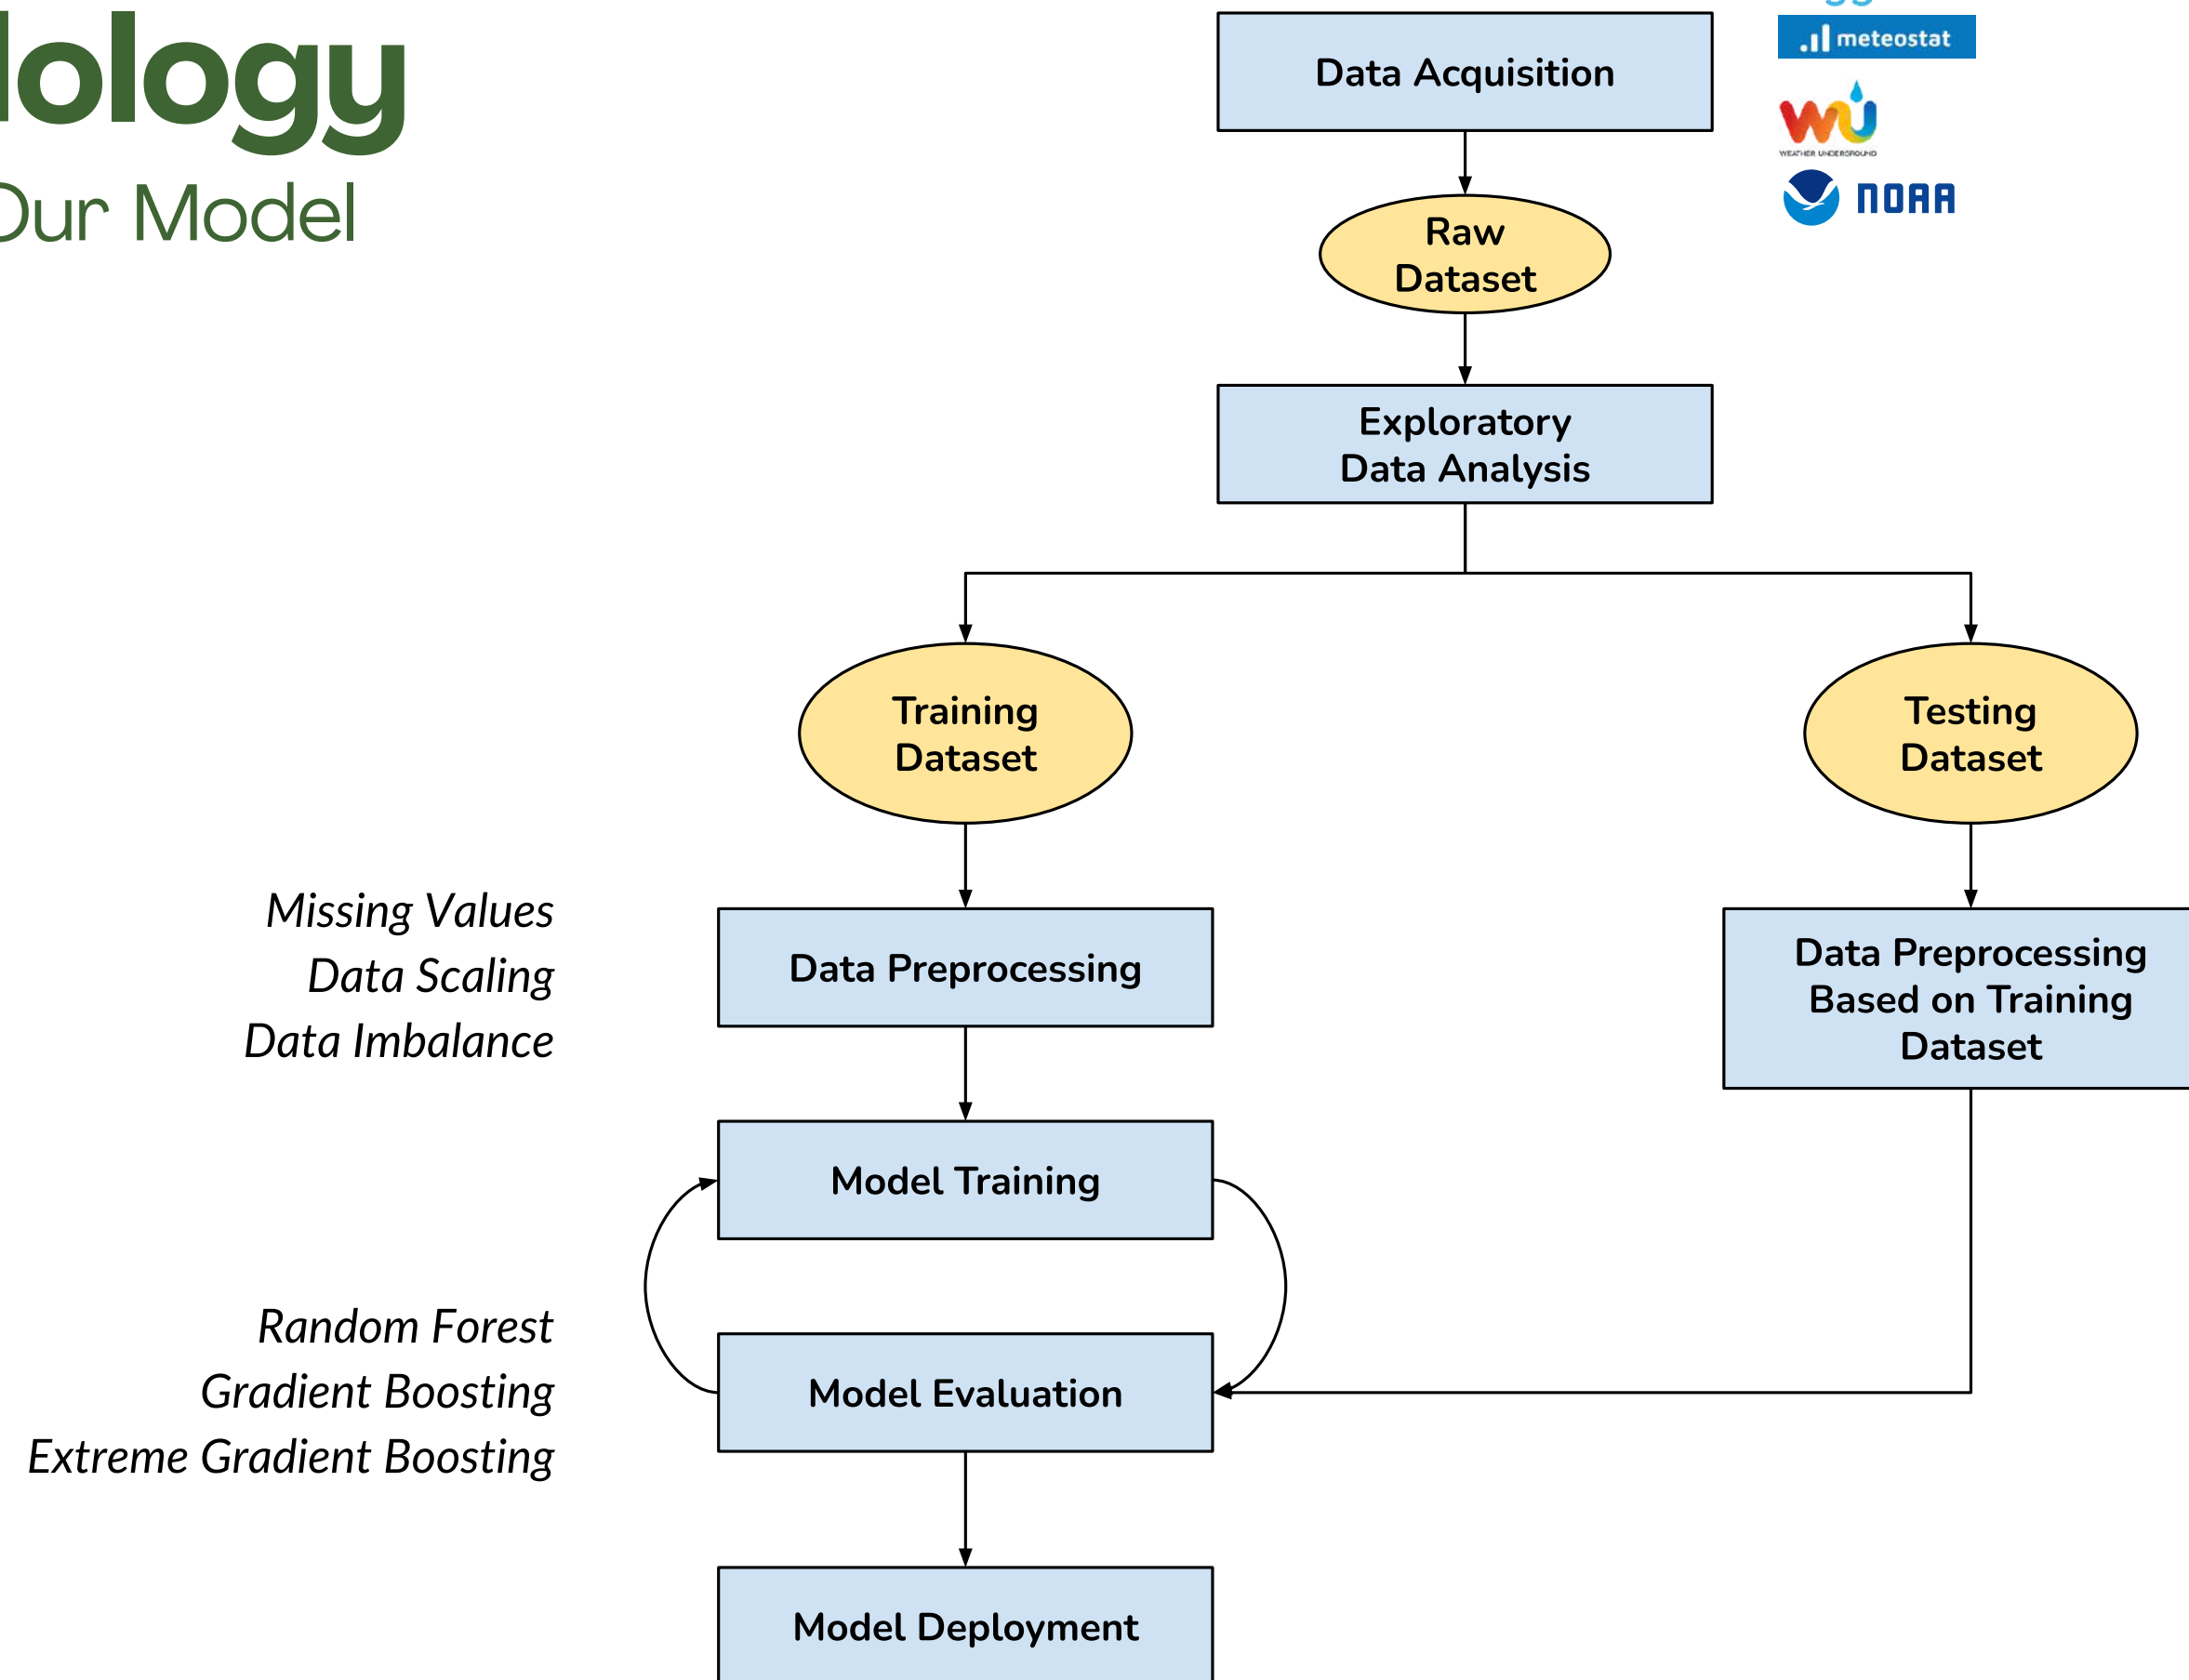 ology
Our Model
Data Acquisition
meteostat
WEATHER UNDERGROUND
NOAA
Raw
Dataset
Exploratory
Data Analysis
Training
Dataset
Testing
Dataset
Missing Values
Data Scaling
Data Imbalance
Data Preprocessing
Data Preprocessing
Based on Training
Dataset
Model Training
Random Forest
Gradient Boosting
Extreme Gradient Boosting
Model Evaluation
Model Deployment